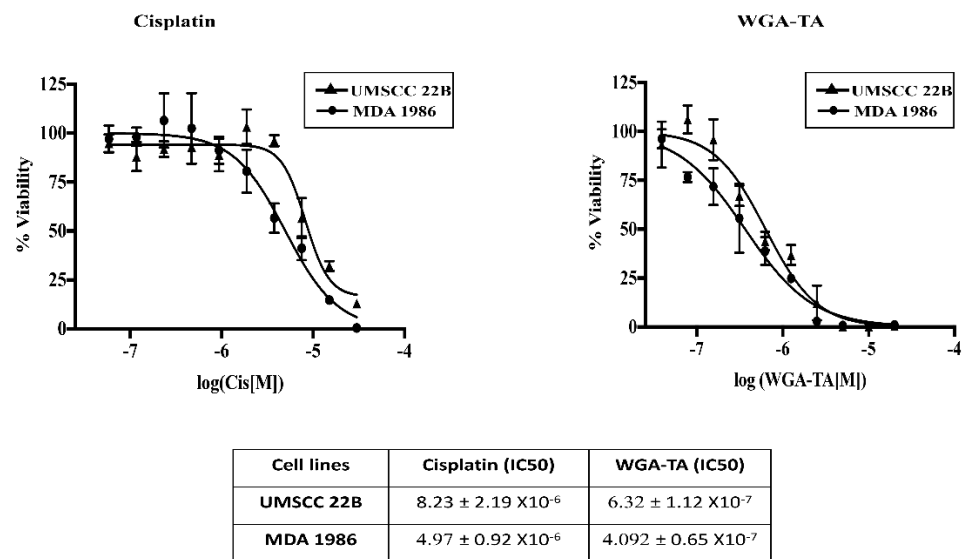 Cisplatin
WGA-TA
UMSCC 22B
MDA 1986
125
100
75
50
25
0
% Viability
-7
-6
-5
-4
log(Cis[M])
UMSCC 22B
MDA 1986
125
100
75
50
25
0
% Viability
-7
-6
-5
-4
log (WGA-TA[M])
Cell lines Cisplatin (IC50) WGA-TA (IC50)
UMSCC 22B 8.23 ± 2.19 X10⁻⁶ 6.32 ± 1.12 X10⁻⁷
MDA 1986 4.97 ± 0.92 X10⁻⁶ 4.092 ± 0.65 X10⁻⁷